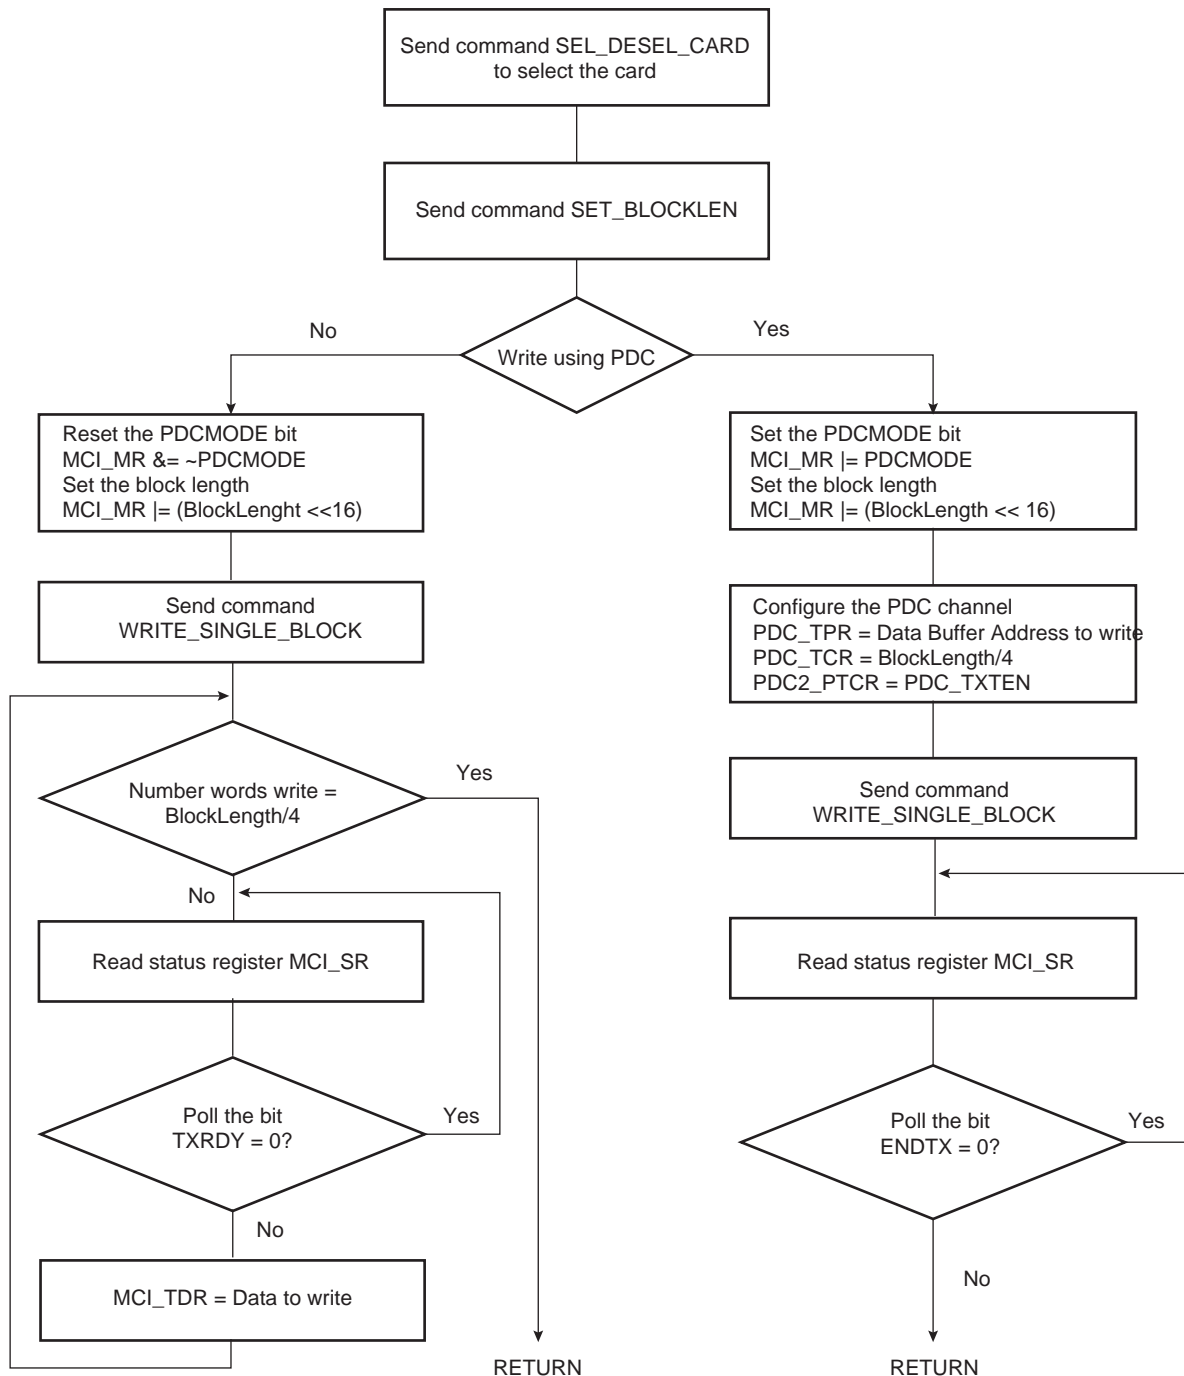 Send command SEL_DESEL_CARD
to select the card
Send command SET_BLOCKLEN
No
Yes
Write using PDC
Reset the PDCMODE bit
MCI_MR &= ~PDCMODE
Set the block length
MCI_MR |= (BlockLenght <<16)
Send command
WRITE_SINGLE_BLOCK
Number words write =
BlockLength/4
Yes
No
Read status register MCI_SR
Poll the bit
TXRDY = 0?
Yes
No
MCI_TDR = Data to write
RETURN
Set the PDCMODE bit
MCI_MR |= PDCMODE
Set the block length
MCI_MR |= (BlockLength << 16)
Configure the PDC channel
PDC_TPR = Data Buffer Address to write
PDC_TCR = BlockLength/4
PDC2_PTCR = PDC_TXTEN
Send command
WRITE_SINGLE_BLOCK
Read status register MCI_SR
Poll the bit
ENDTX = 0?
Yes
No
RETURN